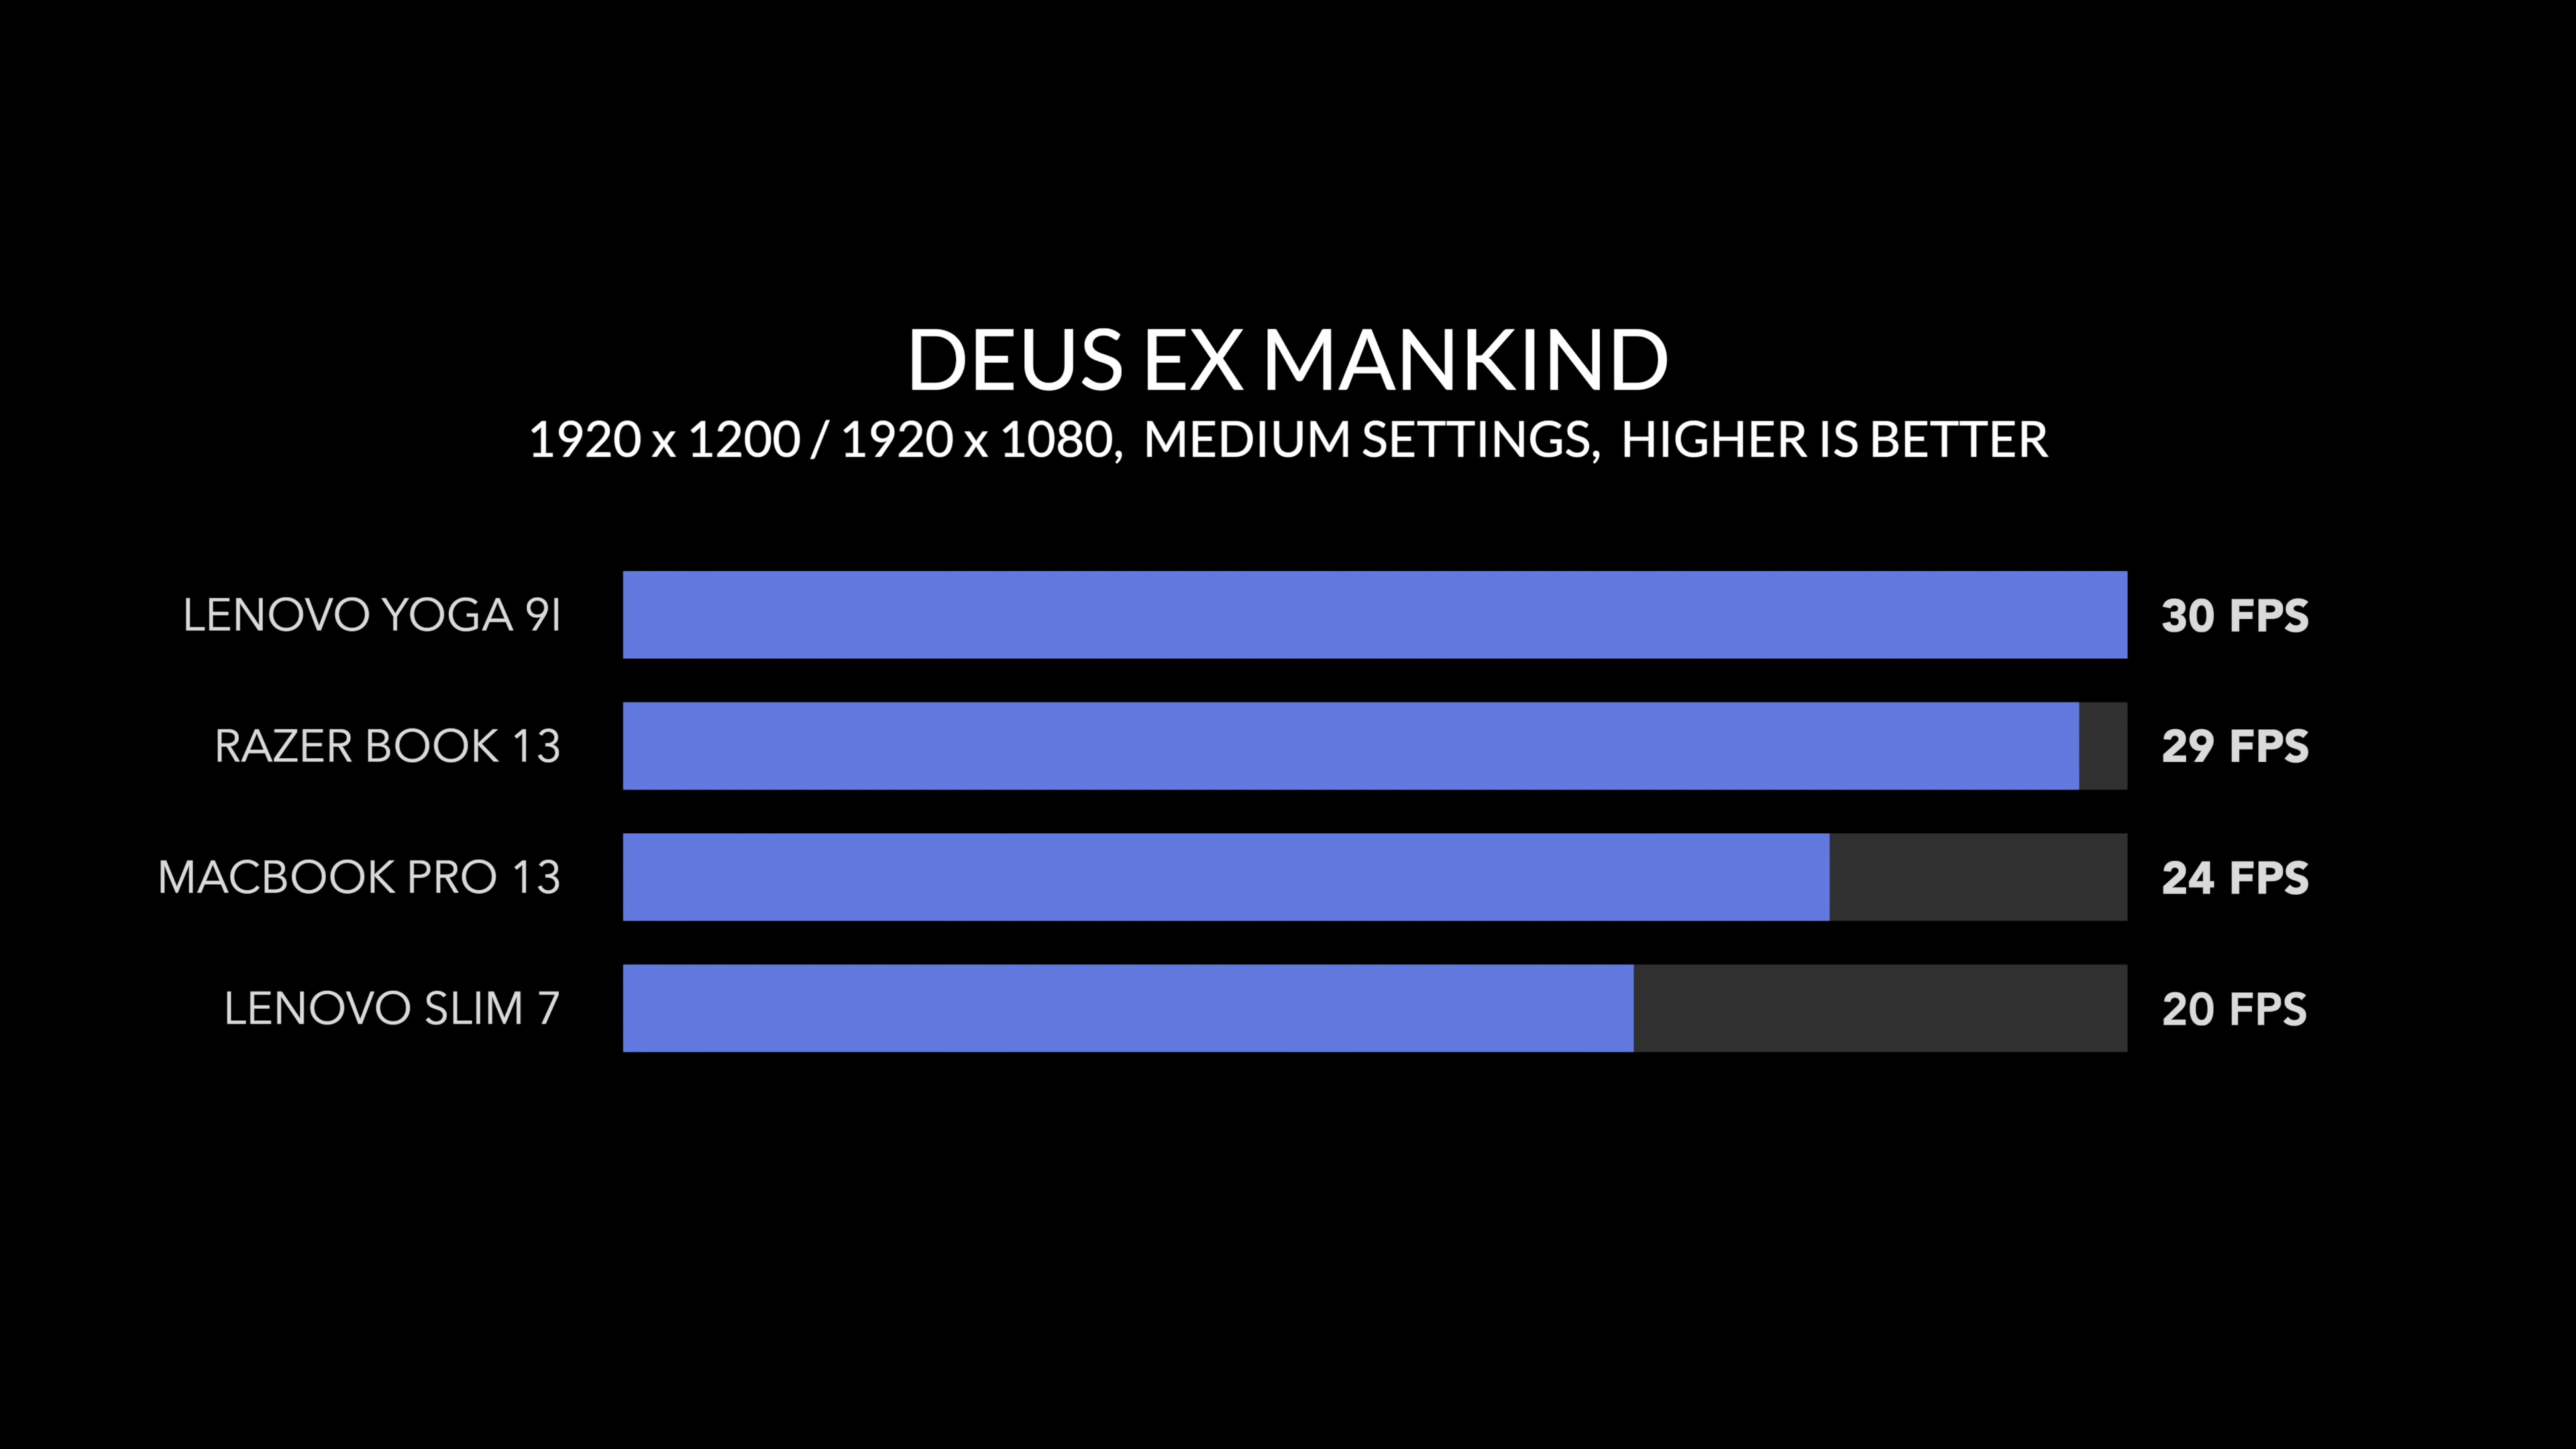 DEUS EX MANKIND
1920 x 1200 / 1920 x 1080, MEDIUM SETTINGS, HIGHER IS BETTER
LENOVO YOGA 9I 30 FPS
RAZER BOOK 13 29 FPS
MACBOOK PRO 13 24 FPS
LENOVO SLIM 7 20 FPS